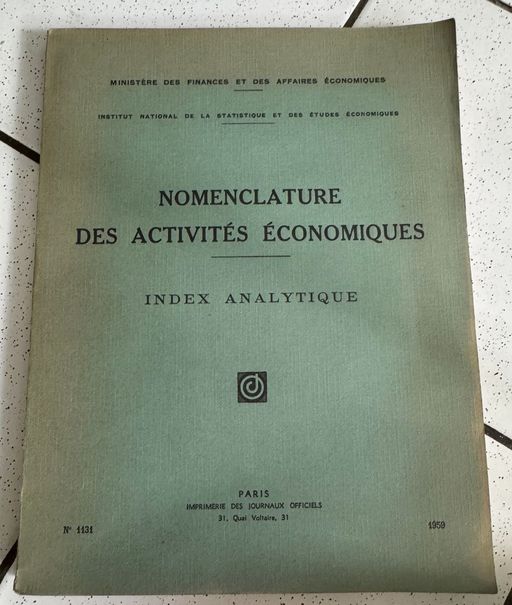 MINISTÈRE DES FINANCES ET DES AFFAIRES ÉCONOMIQUES
INSTITUT NATIONAL DE LA STATISTIQUE ET DES ÉTUDES ÉCONOMIQUES
NOMENCLATURE
DES ACTIVITÉS ÉCONOMIQUES
INDEX ANALYTIQUE
PARIS
IMPRIMERIE DES JOURNAUX OFFICIELS
31, Quai Voltaire, 31
N° 1131
1959